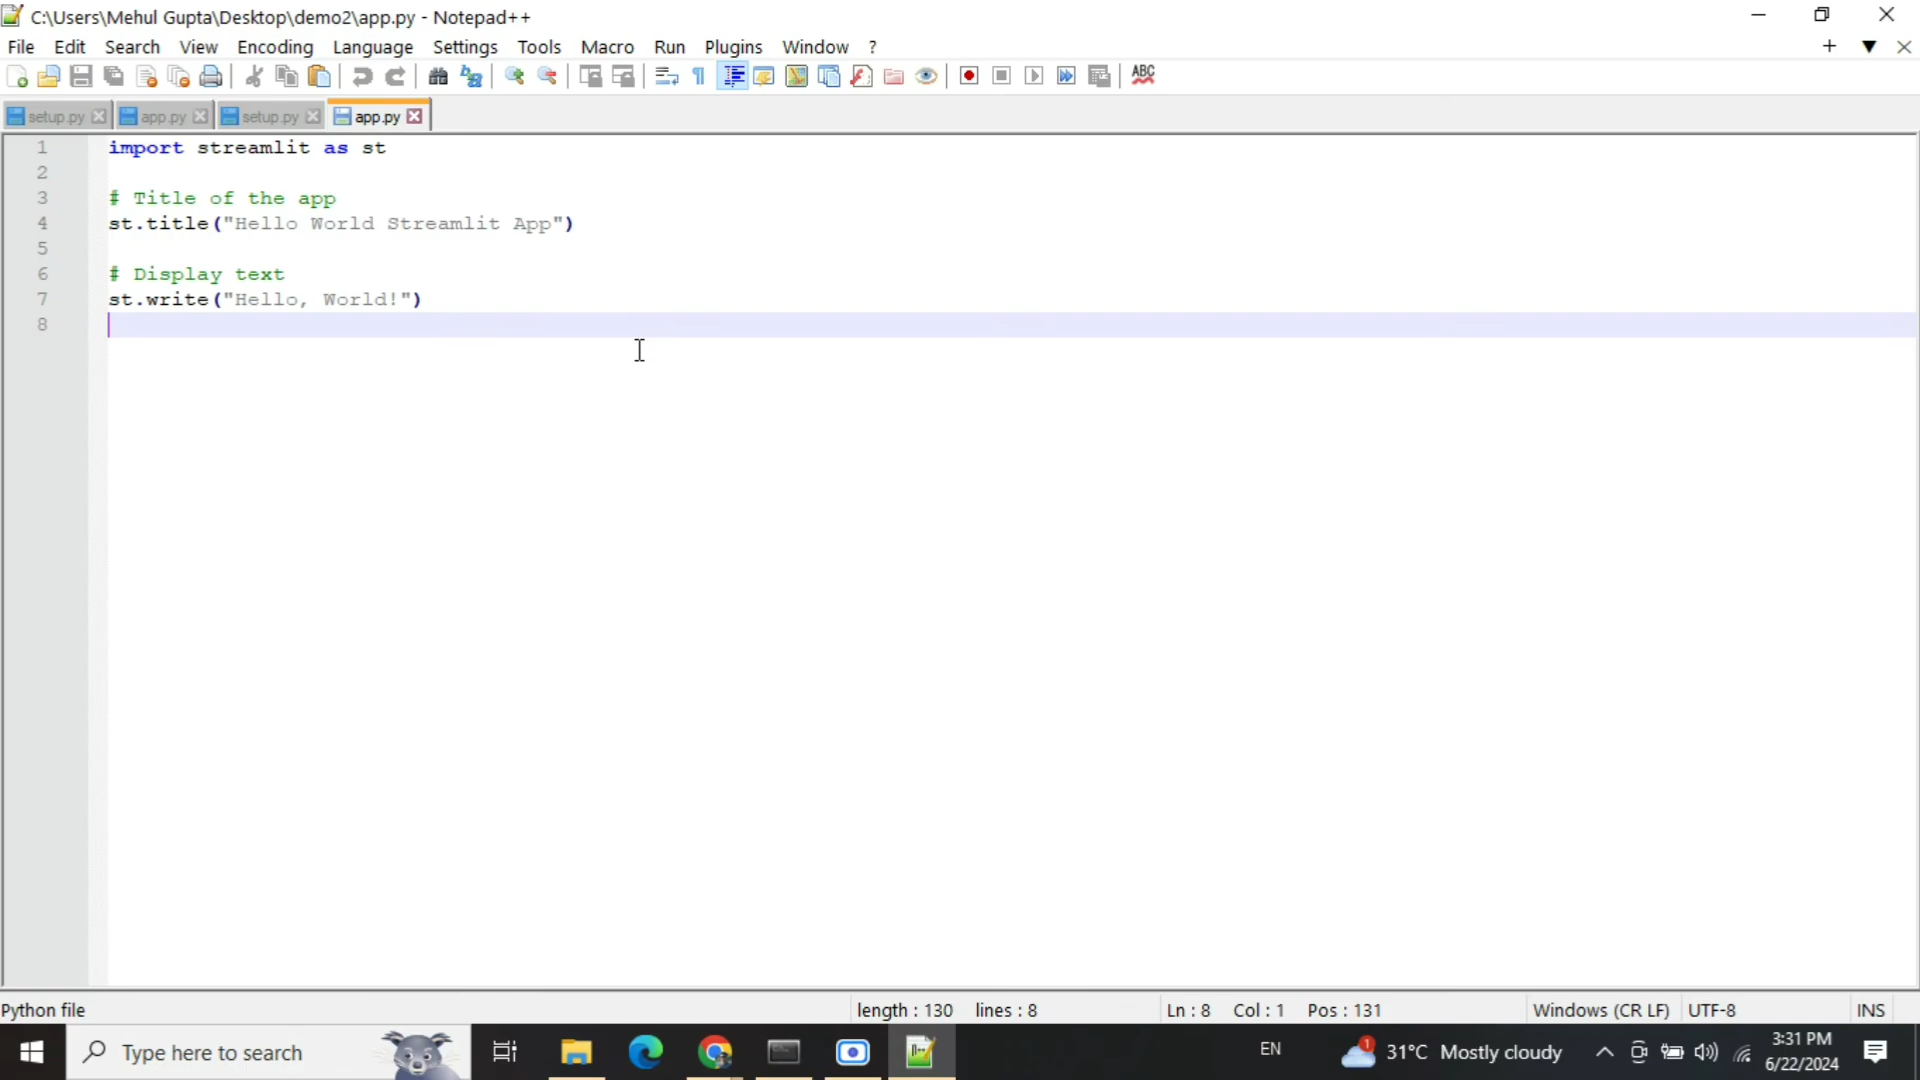 C:\Users\Mehul Gupta\Desktop\demo2\app.py - Notepad++
File Edit Search View Encoding Language Settings Tools Macro Run Plugins Window ?
ABC
setup.py app.py setup.py app.py
1 import streamlit as st
2
3 # Title of the app
4 st.title("Hello World Streamlit App")
5
6 # Display text
7 st.write("Hello, World!")
8
Python file length : 130 lines : 8 Ln : 8 Col : 1 Pos : 131 Windows (CR LF) UTF-8 INS
Type here to search EN 1 31°C Mostly cloudy 3:31 PM
6/22/2024